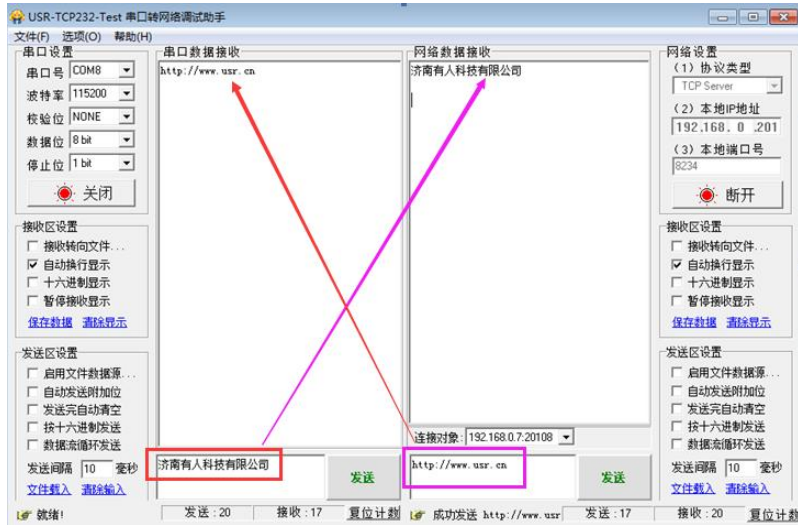 USR-TCP232-Test 串口转网络调试助手
文件(F) 选项(O) 帮助(H)
串口设置
串口号 COM8
波特率 115200
校验位 NONE
数据位 8 bit
停止位 1 bit
关闭
接收区设置
接收转向文件...
自动换行显示
十六进制显示
暂停接收显示
保存数据 清除显示
发送区设置
启用文件数据源...
自动发送附加位
发送完自动清空
按十六进制发送
数据流循环发送
发送间隔 10 毫秒
文件载入 清除输入
串口数据接收
http://www.usr.cn
济南有人科技有限公司
发送
网络数据接收
济南有人科技有限公司
连接对象: 192.168.0.7:20108
http://www.usr.cn
发送
网络设置
(1) 协议类型
TCP Server
(2) 本地IP地址
192.168. 0 .201
(3) 本地端口号
8234
断开
接收区设置
接收转向文件...
自动换行显示
十六进制显示
暂停接收显示
保存数据 清除显示
发送区设置
启用文件数据源...
自动发送附加位
发送完自动清空
按十六进制发送
数据流循环发送
发送间隔 10 毫秒
文件载入 清除输入
就绪! 发送:20 接收:17 复位计数 成功发送 http://www.usr 发送:17 接收:20 复位计数